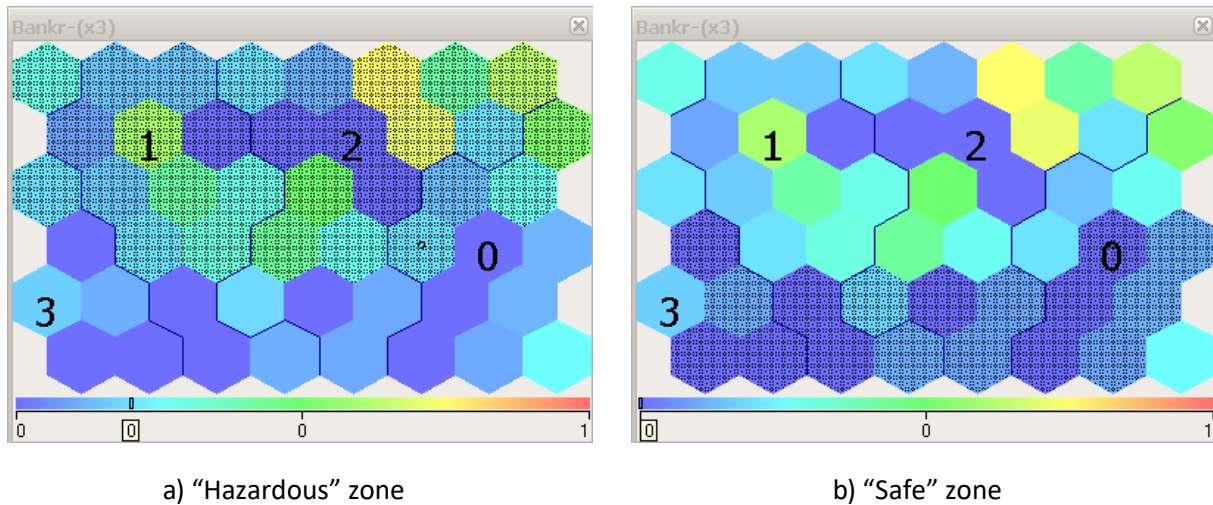 Bankr-(x3) Bankr-(x3)
1 2 1 2
0 0
3 3
0 0 0 1 0 0 1
a) “Hazardous” zone b) “Safe” zone